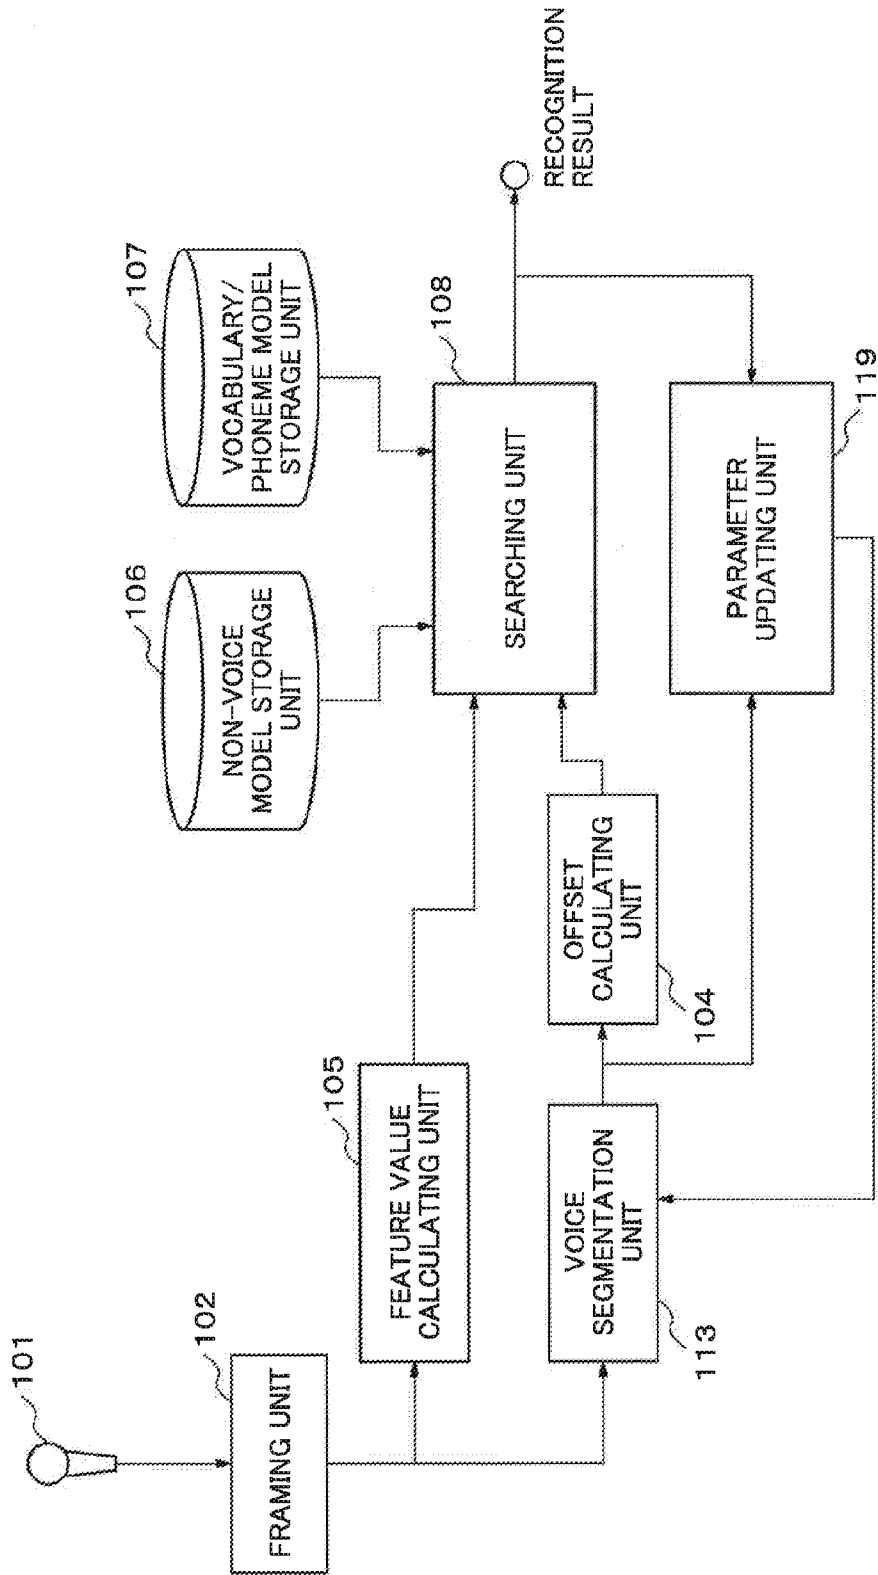 101
102
FRAMING UNIT
105
FEATURE VALUE
CALCULATING UNIT
VOICE
SEGMENTATION
UNIT
113
OFFSET
CALCULATING
UNIT
104
106
NON-VOICE
MODEL STORAGE
UNIT
107
VOCABULARY/
PHONEME MODEL
STORAGE UNIT
108
SEARCHING UNIT
PARAMETER
UPDATING UNIT
119
RECOGNITION
RESULT